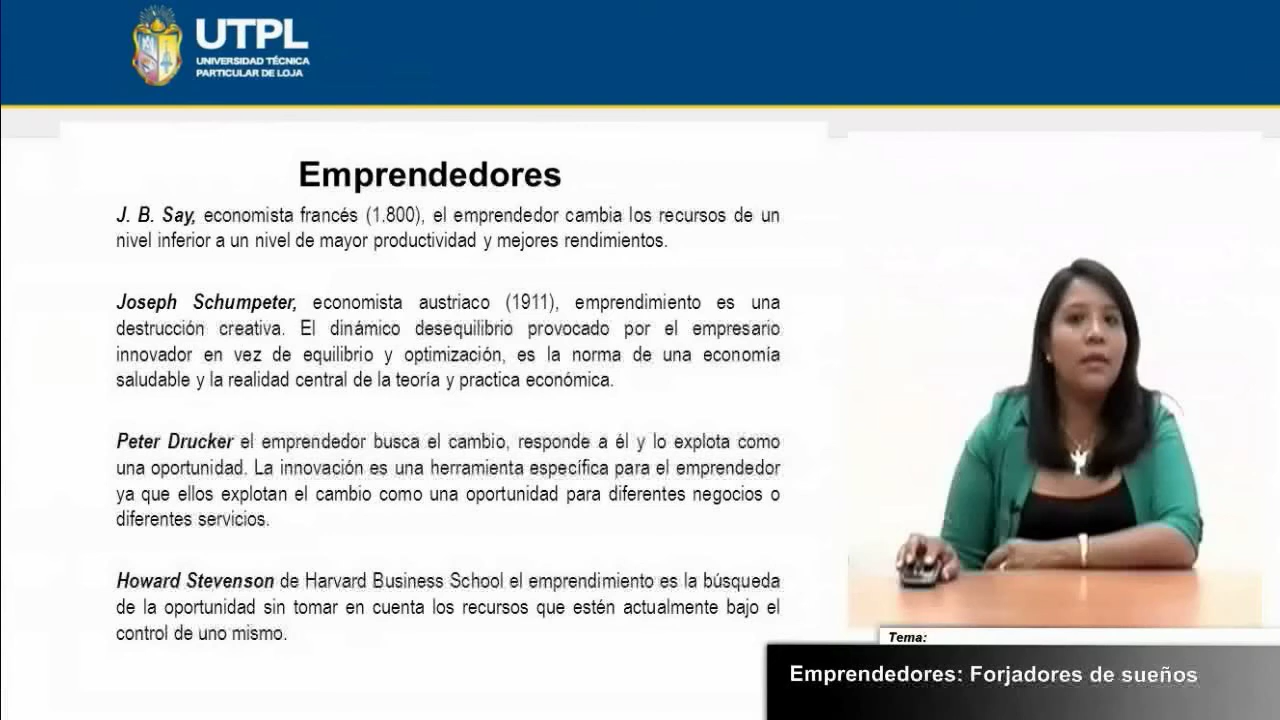 UTPL
UNIVERSIDAD TÉCNICA
PARTICULAR DE LOJA
Emprendedores
J. B. Say, economista francés (1.800), el emprendedor cambia los recursos de un
nivel inferior a un nivel de mayor productividad y mejores rendimientos.
Joseph Schumpeter, economista austriaco (1911), emprendimiento es una
destrucción creativa. El dinámico desequilibrio provocado por el empresario
innovador en vez de equilibrio y optimización, es la norma de una economía
saludable y la realidad central de la teoría y practica económica.
Peter Drucker el emprendedor busca el cambio, responde a él y lo explota como
una oportunidad. La innovación es una herramienta específica para el emprendedor
ya que ellos explotan el cambio como una oportunidad para diferentes negocios o
diferentes servicios.
Howard Stevenson de Harvard Business School el emprendimiento es la búsqueda
de la oportunidad sin tomar en cuenta los recursos que estén actualmente bajo el
control de uno mismo.
Tema:
Emprendedores: Forjadores de sueños